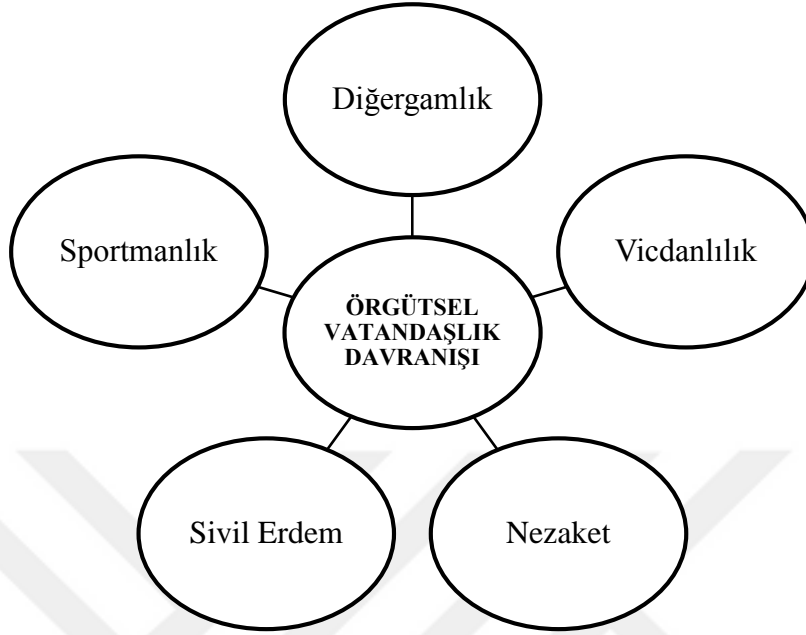 Diğergamlık
Sportmanlık
Vicdanlılık
ÖRGÜTSEL
VATANDAŞLIK
DAVRANIŞI
Sivil Erdem
Nezaket